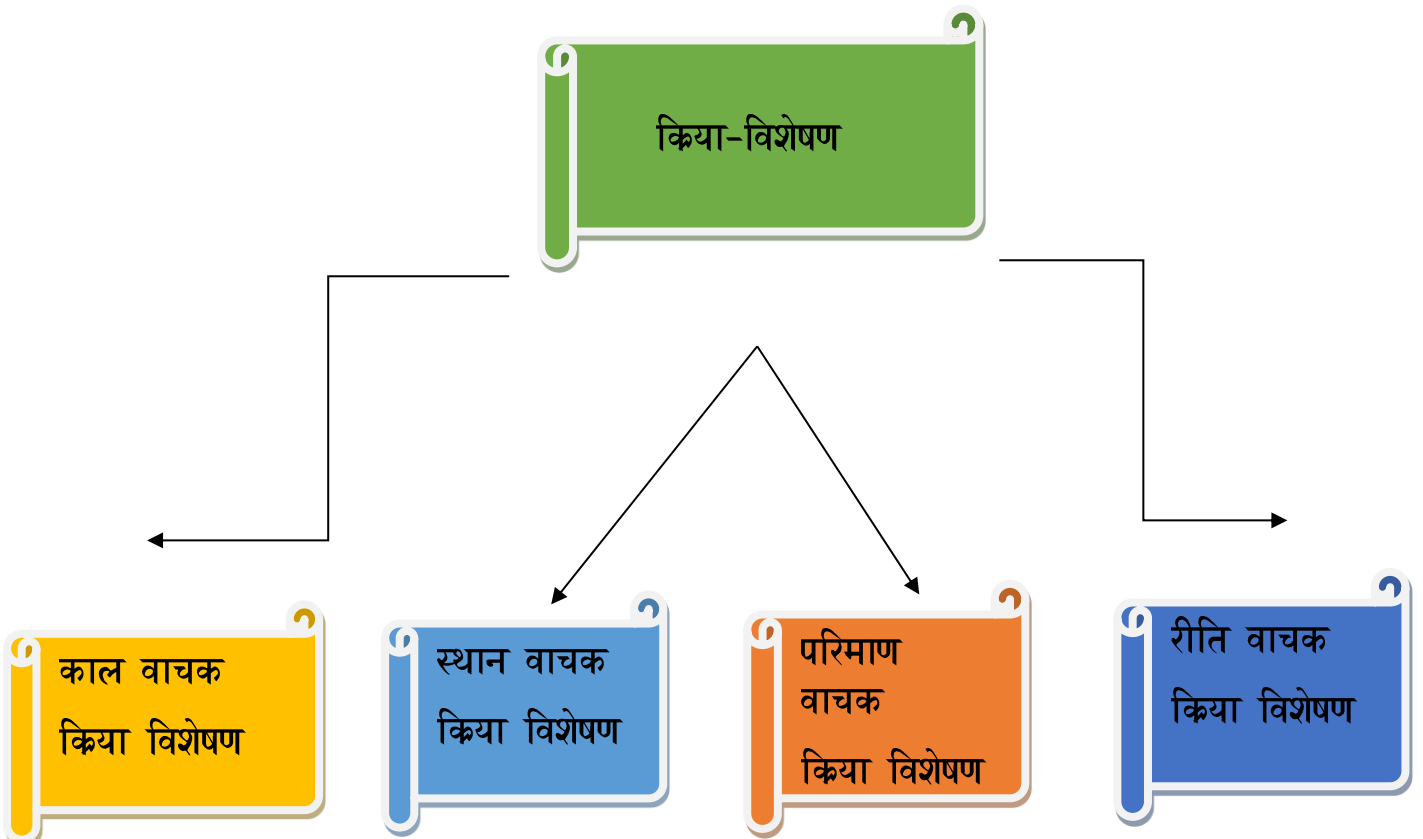 क्रिया-विशेषण
काल वाचक
क्रिया विशेषण
स्थान वाचक
क्रिया विशेषण
परिमाण
वाचक
क्रिया विशेषण
रीति वाचक
क्रिया विशेषण